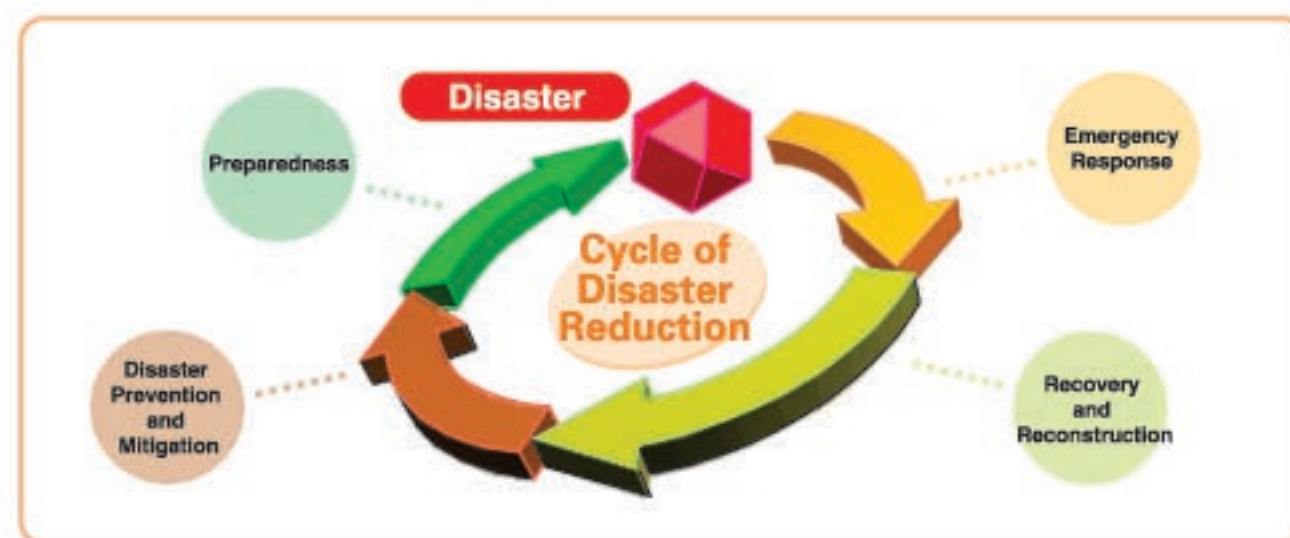 Disaster
Preparedness
Emergency
Response
Cycle of
Disaster
Reduction
Disaster
Prevention
and
Mitigation
Recovery
and
Reconstruction